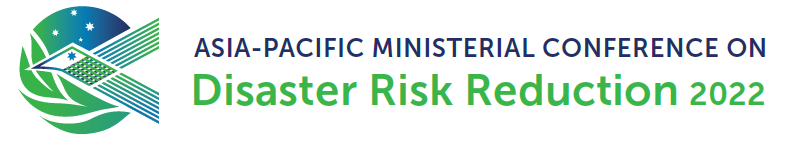 ASIA-PACIFIC MINISTERIAL CONFERENCE ON
Disaster Risk Reduction 2022